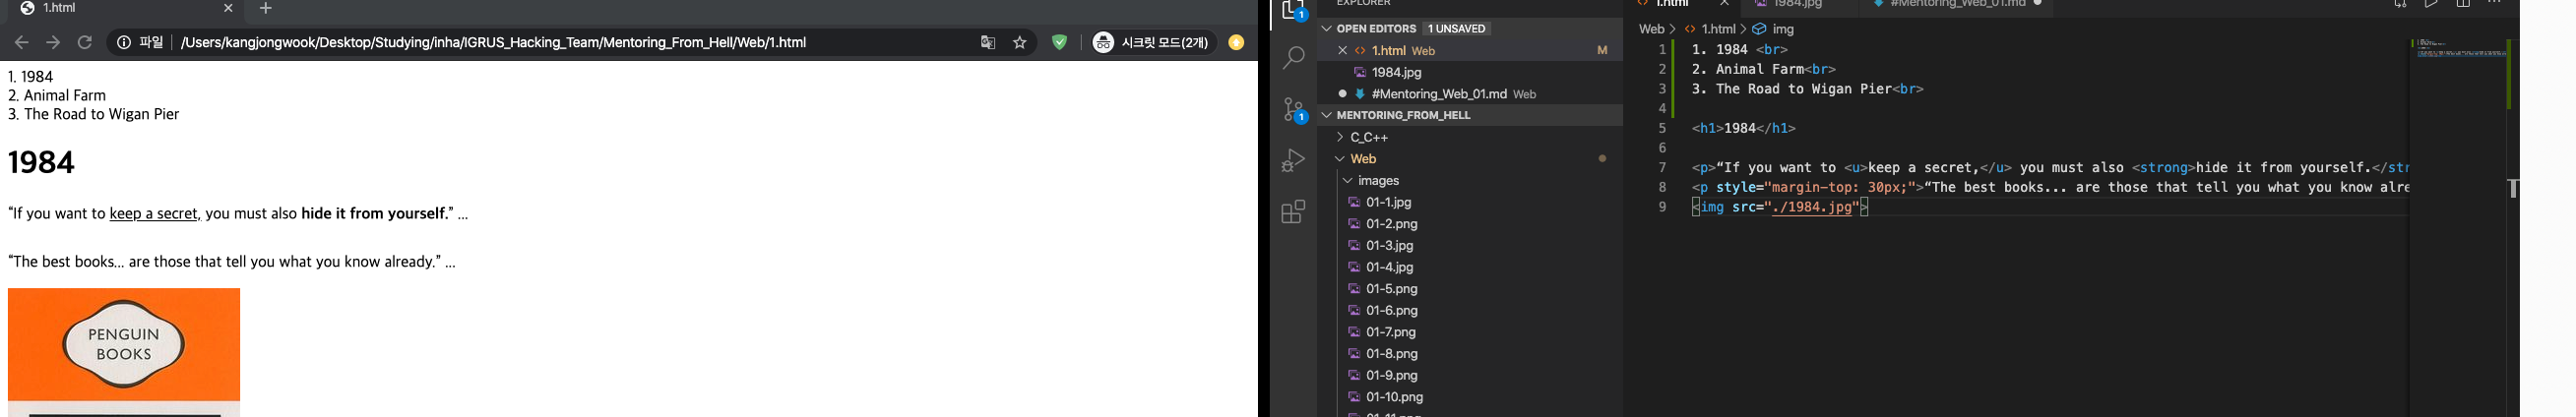 1.html
파일 /Users/kangjongwook/Desktop/Studying/inha/IGRUS_Hacking_Team/Mentoring_From_Hell/Web/1.html 시크릿 모드(2개)
1. 1984
2. Animal Farm
3. The Road to Wigan Pier
1984
“If you want to keep a secret, you must also hide it from yourself.” ...
“The best books... are those that tell you what you know already.” ...
PENGUIN
BOOKS
1
1
EXPLORER
OPEN EDITORS 1 UNSAVED
1.html Web M
1984.jpg
#Mentoring_Web_01.md Web
MENTORING_FROM_HELL
C_C++
Web
images
01-1.jpg
01-2.png
01-3.jpg
01-4.jpg
01-5.png
01-6.png
01-7.png
01-8.png
01-9.png
01-10.png
01-11.png
1.html 1984.jpg #Mentoring_Web_01.md
Web > 1.html > img
1 1. 1984 <br>
2 2. Animal Farm<br>
3 3. The Road to Wigan Pier<br>
4
5 <h1>1984</h1>
6
7 <p>“If you want to <u>keep a secret,</u> you must also <strong>hide it from yourself.</str
8 <p style="margin-top: 30px;">“The best books... are those that tell you what you know alre
9 <img src="./1984.jpg">